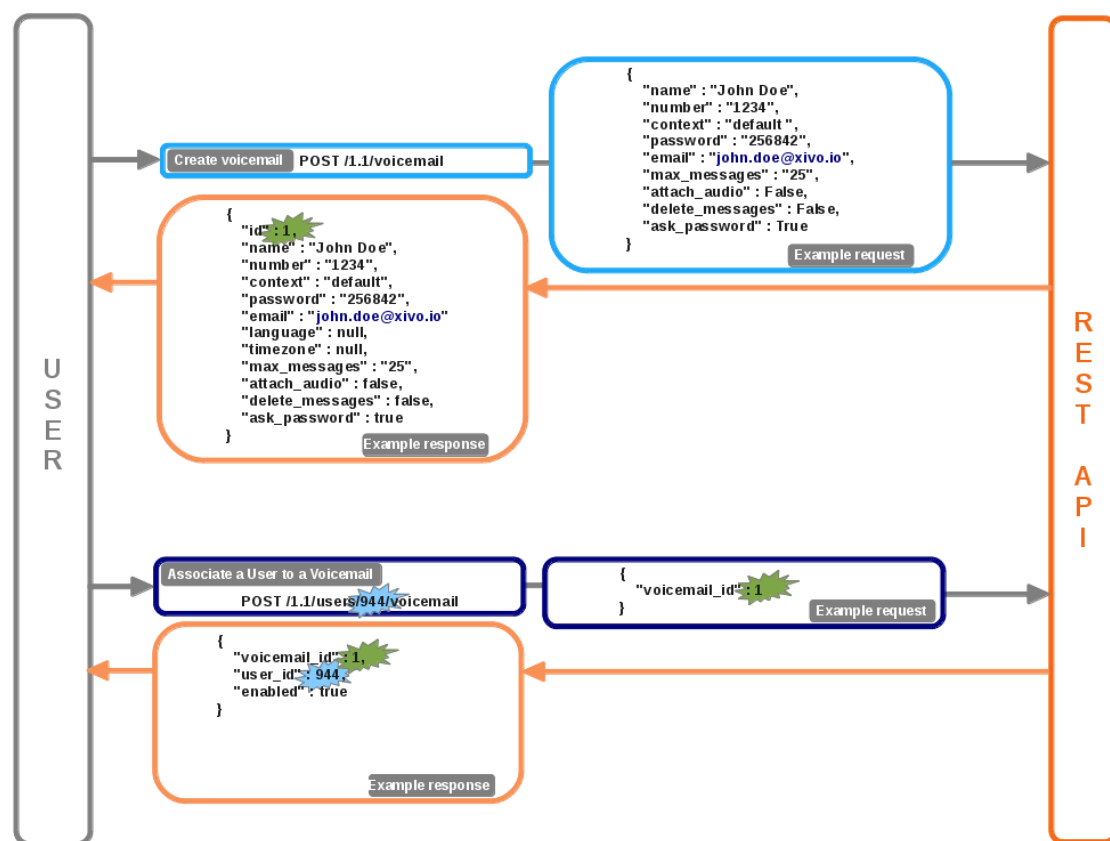 USER
REST API
Create voicemail POST /1.1/voicemail
{
"name" : "John Doe",
"number" : "1234",
"context" : "default ",
"password" : "256842",
"email" : "john.doe@xivo.io",
"max_messages" : "25",
"attach_audio" : False,
"delete_messages" : False,
"ask_password" : True
}
Example request
{
"id" : 1,
"name" : "John Doe",
"number" : "1234",
"context" : "default",
"password" : "256842",
"email" : "john.doe@xivo.io"
"language" : null,
"timezone" : null,
"max_messages" : "25",
"attach_audio" : false,
"delete_messages" : false,
"ask_password" : true
}
Example response
Associate a User to a Voicemail
POST /1.1/users/944/voicemail
{
"voicemail_id" : 1
}
Example request
{
"voicemail_id" : 1,
"user_id" : 944,
"enabled" : true
}
Example response